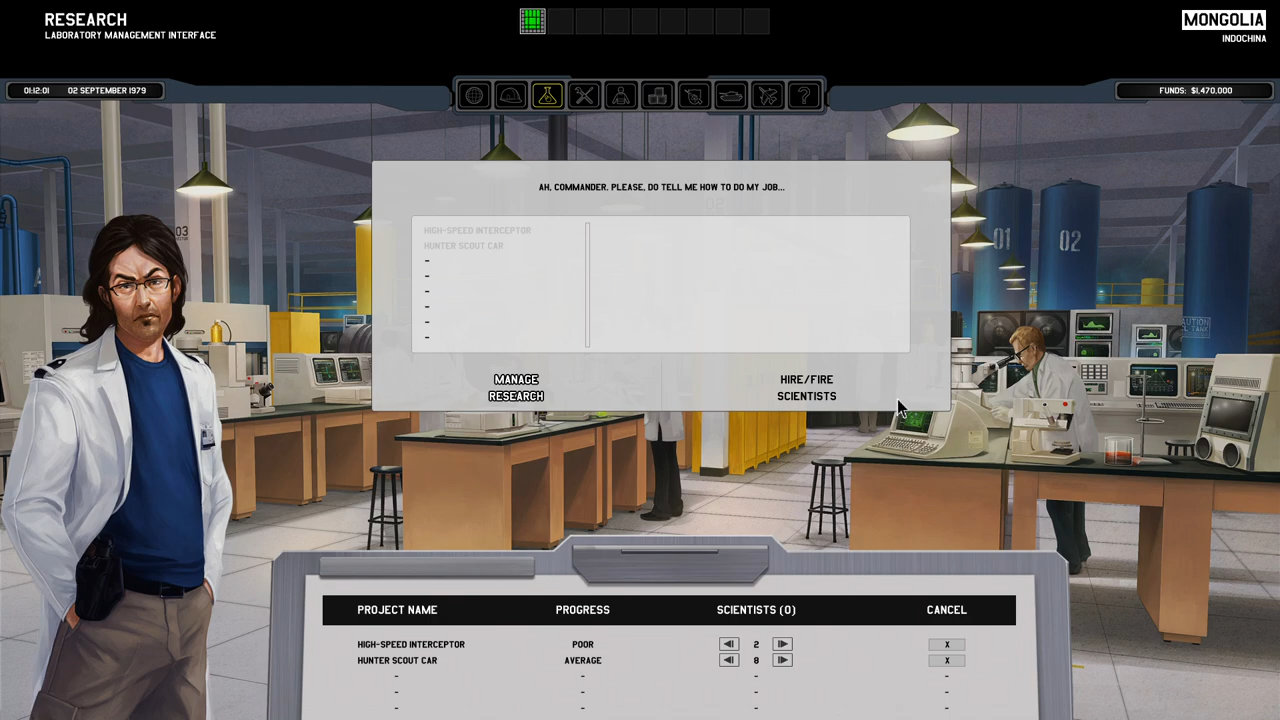 RESEARCH
LABORATORY MANAGEMENT INTERFACE
MONGOLIA
INDOCHINA
01:12:01 02 SEPTEMBER 1979
?
FUNDS: $1,470,000
AH, COMMANDER. PLEASE, DO TELL ME HOW TO DO MY JOB...
HIGH-SPEED INTERCEPTOR
HUNTER SCOUT CAR
-
-
-
-
-
-
03
01
02
MANAGE
RESEARCH
HIRE/FIRE
SCIENTISTS
PROJECT NAME PROGRESS SCIENTISTS (0) CANCEL
HIGH-SPEED INTERCEPTOR POOR 2 X
HUNTER SCOUT CAR AVERAGE 8 X
- - - -
- - - -
- - - -